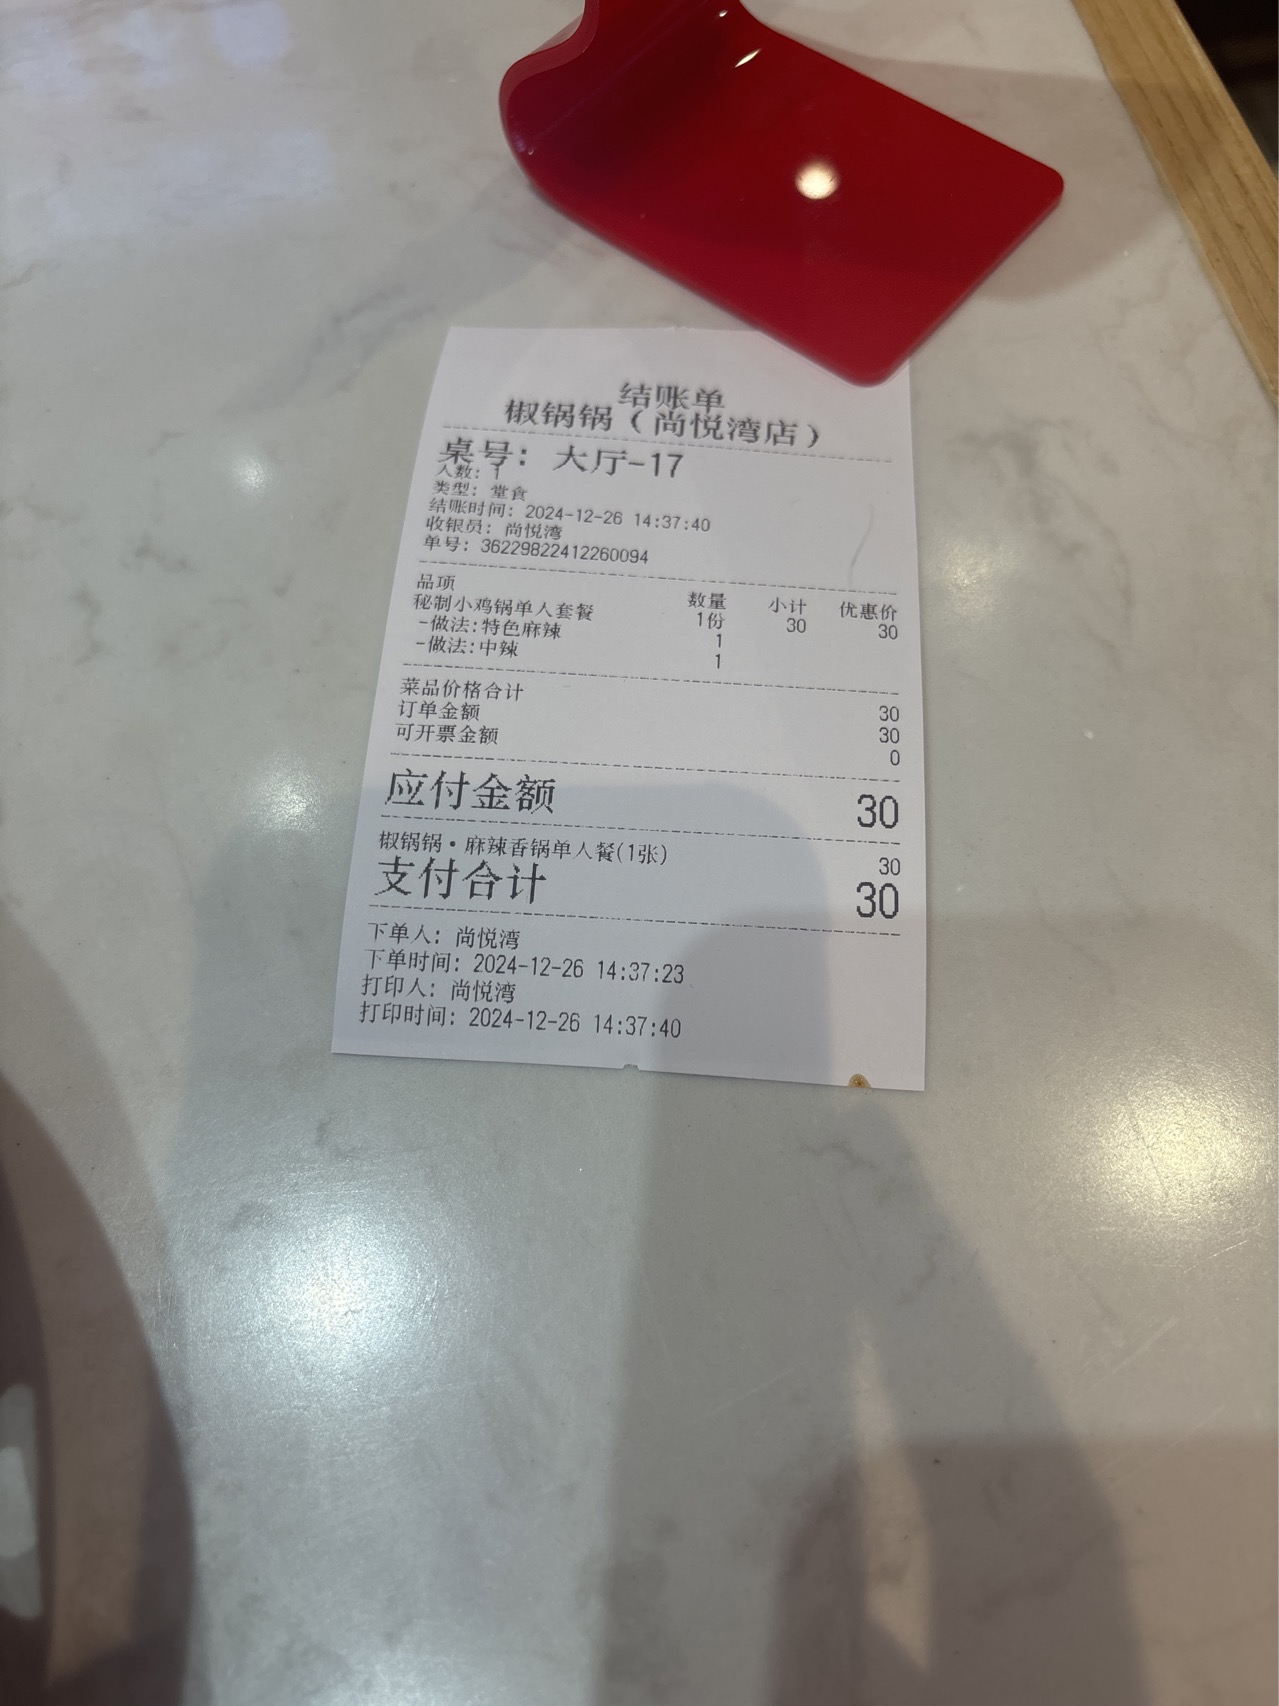 结账单
椒锅锅（尚悦湾店）
桌号：大厅-17
人数：1
类型：堂食
结账时间：2024-12-26 14:37:40
收银员：尚悦湾
单号：36229822412260094
品项 数量 小计 优惠价
秘制小鸡锅单人套餐 1份 30 30
-做法:特色麻辣 1
-做法:中辣 1
菜品价格合计 30
订单金额 30
可开票金额 0
应付金额 30
椒锅锅·麻辣香锅单人餐(1张) 30
支付合计 30
下单人：尚悦湾
下单时间：2024-12-26 14:37:23
打印人：尚悦湾
打印时间：2024-12-26 14:37:40